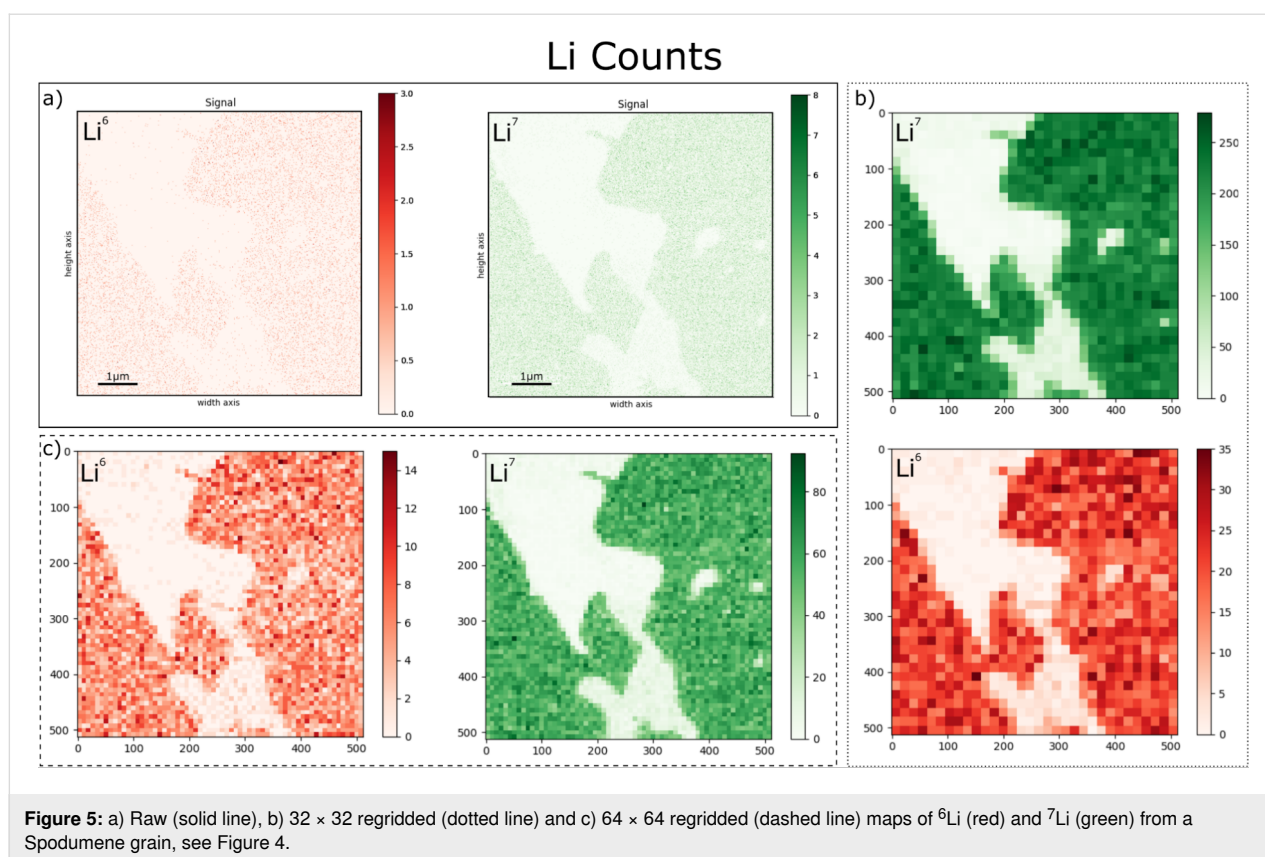 Li Counts
a)
Signal
Li6
height axis
1μm
width axis
3.0
2.5
2.0
1.5
1.0
0.5
0.0
Signal
Li7
height axis
1μm
width axis
8
7
6
5
4
3
2
1
0
b)
Li7
0
100
200
300
400
500
0 100 200 300 400 500
250
200
150
100
50
0
Li6
0
100
200
300
400
500
0 100 200 300 400 500
35
30
25
20
15
10
5
0
c)
Li6
0
100
200
300
400
500
0 100 200 300 400 500
14
12
10
8
6
4
2
0
Li7
0
100
200
300
400
500
0 100 200 300 400 500
80
60
40
20
0
Figure 5: a) Raw (solid line), b) 32 × 32 regridded (dotted line) and c) 64 × 64 regridded (dashed line) maps of 6Li (red) and 7Li (green) from a
Spodumene grain, see Figure 4.